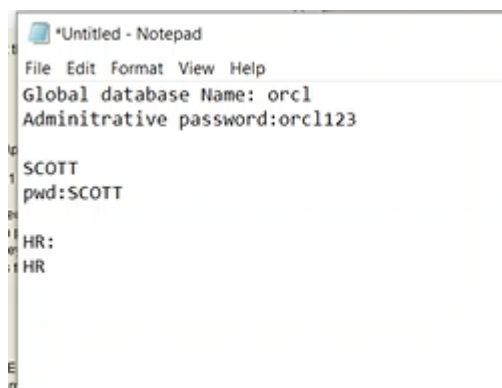 *Untitled - Notepad
File Edit Format View Help
Global database Name: orcl
Adminitrative password:orcl123
SCOTT
pwd:SCOTT
HR:
HR